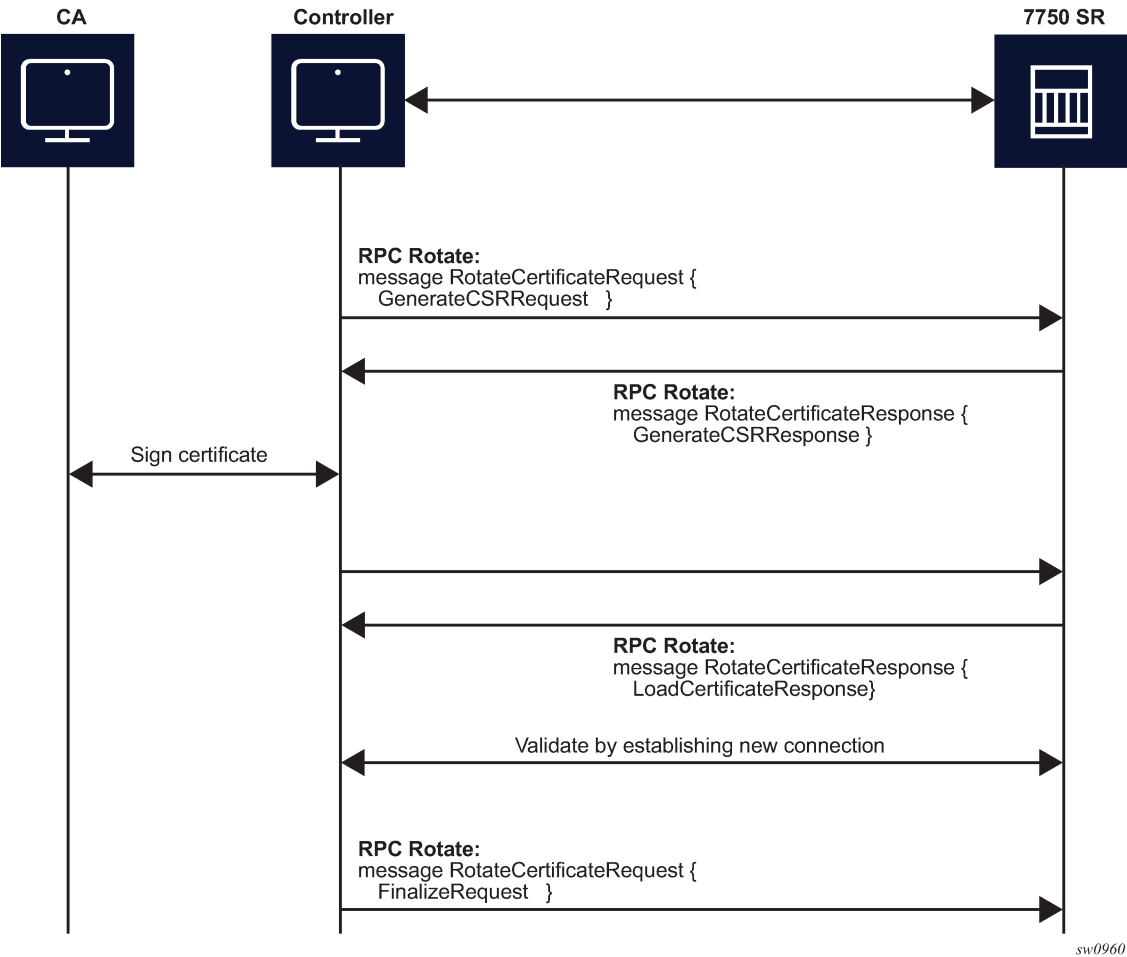 CA
Controller
7750 SR
RPC Rotate:
message RotateCertificateRequest {
GenerateCSRRequest }
RPC Rotate:
message RotateCertificateResponse {
GenerateCSRResponse }
Sign certificate
RPC Rotate:
message RotateCertificateResponse {
LoadCertificateResponse}
Validate by establishing new connection
RPC Rotate:
message RotateCertificateRequest {
FinalizeRequest }
sw0960